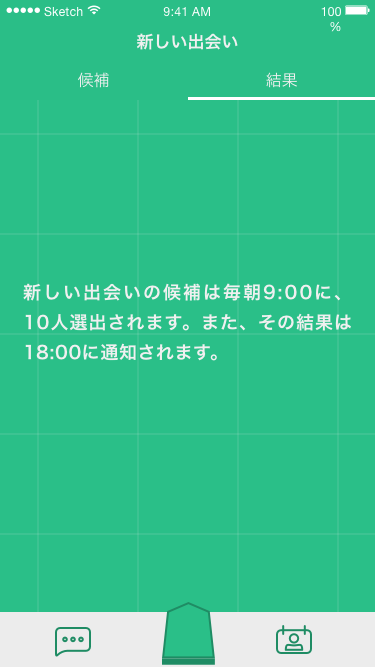 Sketch 9:41 AM 100
%
新しい出会い
候補 結果
新しい出会いの候補は毎朝9:00に、
10人選出されます。また、その結果は
18:00に通知されます。